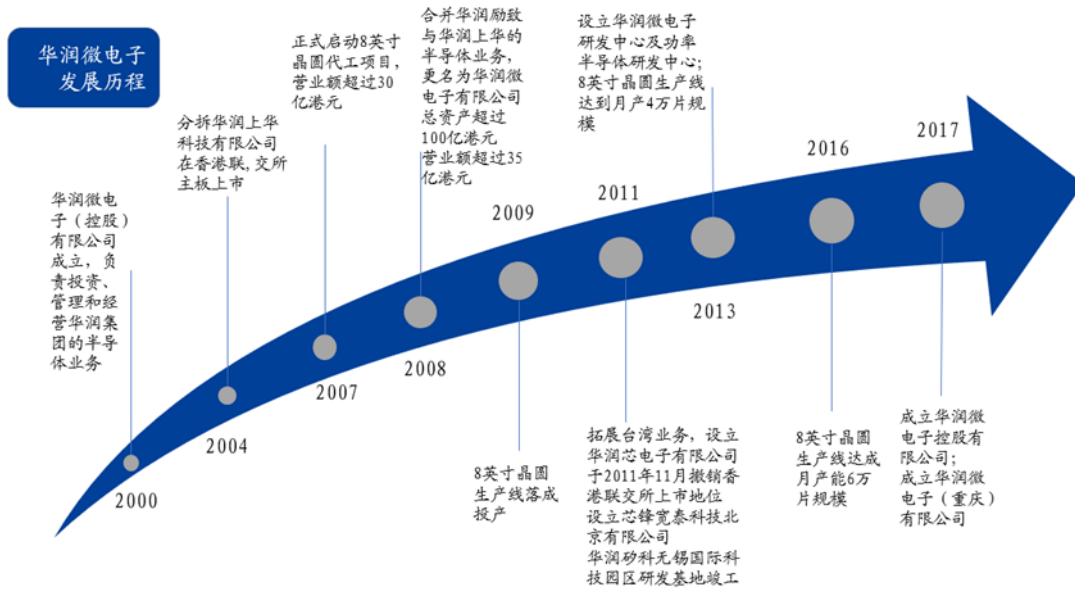 华润微电子
发展历程
华润微电
子（控股）
有限公司
成立，负
责投资、
管理和经
营华润集
团的半导
体业务
2000
分拆华润上华
科技有限公司
在香港联,交所
主板上市
2004
正式启动8英寸
晶圆代工项目，
营业额超过30
亿港元
2007
合并华润励致
与华润上华的
半导体业务，
更名为华润微
电子有限公司
总资产超过
100亿港元
营业额超过35
亿港元
2008
2009
8英寸晶圆
生产线落成
投产
2011
拓展台湾业务，设立
华润芯电子有限公司
于2011年11月撤销香
港联交所上市地位
设立芯锋宽泰科技北
京有限公司
华润矽科无锡国际科
技园区研发基地竣工
设立华润微电子
研发中心及功率
半导体研发中心；
8英寸晶圆生产线
达到月产4万片规
模
2013
2016
8英寸晶圆
生产线达成
月产能6万
片规模
2017
成立华润微
电子控股有
限公司；
成立华润微
电子（重庆）
有限公司